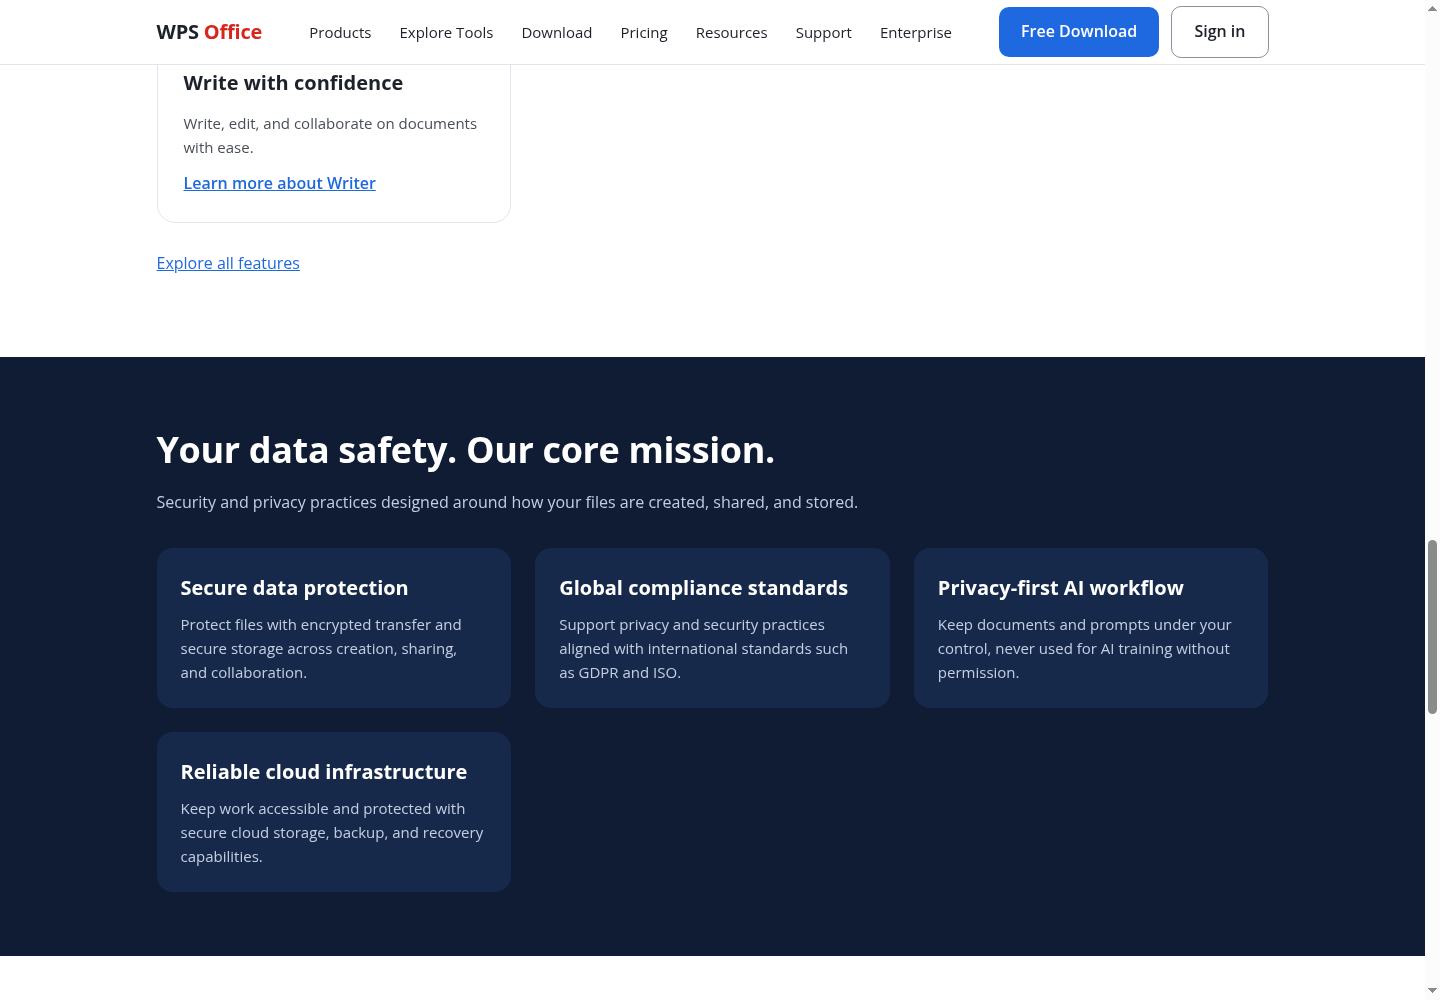 WPS Office
Products
Explore Tools
Download
Pricing
Resources
Support
Enterprise
Free Download
Sign in
Write with confidence
Write, edit, and collaborate on documents
with ease.
Learn more about Writer
Explore all features
Your data safety. Our core mission.
Security and privacy practices designed around how your files are created, shared, and stored.
Secure data protection
Protect files with encrypted transfer and
secure storage across creation, sharing,
and collaboration.
Global compliance standards
Support privacy and security practices
aligned with international standards such
as GDPR and ISO.
Privacy-first AI workflow
Keep documents and prompts under your
control, never used for AI training without
permission.
Reliable cloud infrastructure
Keep work accessible and protected with
secure cloud storage, backup, and recovery
capabilities.